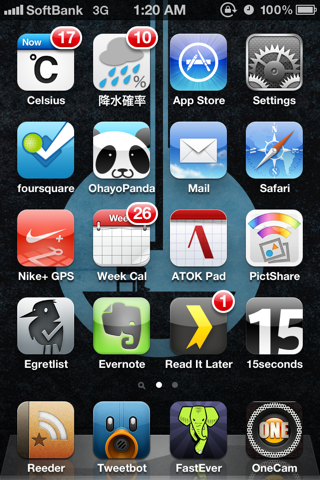 SoftBank 3G 1:20 AM 100%
Now 17 10
°C %
Celsius 降水確率 App Store Settings
foursquare OhayoPanda Mail Safari
Week 26
Nike+ GPS Week Cal ATOK Pad PictShare
1 15
Egretlist Evernote Read It Later 15seconds
ONE
Reeder Tweetbot FastEver OneCam